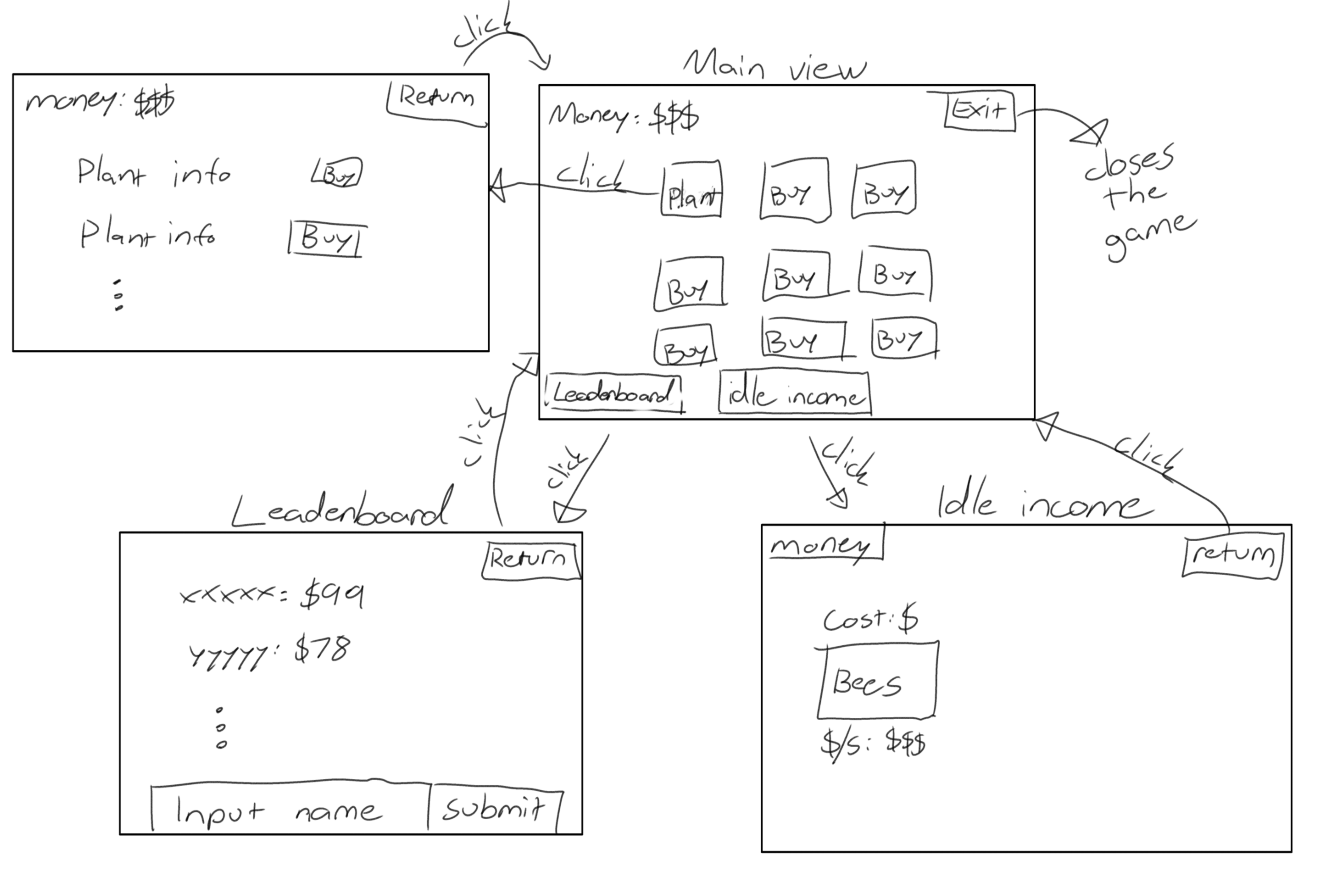 click
money: $$$
Return
Plant info
Buy
Plant info
Buy
Main view
Money: $$$
Exit
closes
the
game
click
Plant
Buy
Buy
Buy
Buy
Buy
Buy
Buy
Buy
Leaderboard
idle income
click
click
click
click
Leaderboard
Return
xxxxx: $99
yyyyy: $78
Input name
Submit
Idle income
money
return
Cost: $
Bees
$/s: $$$